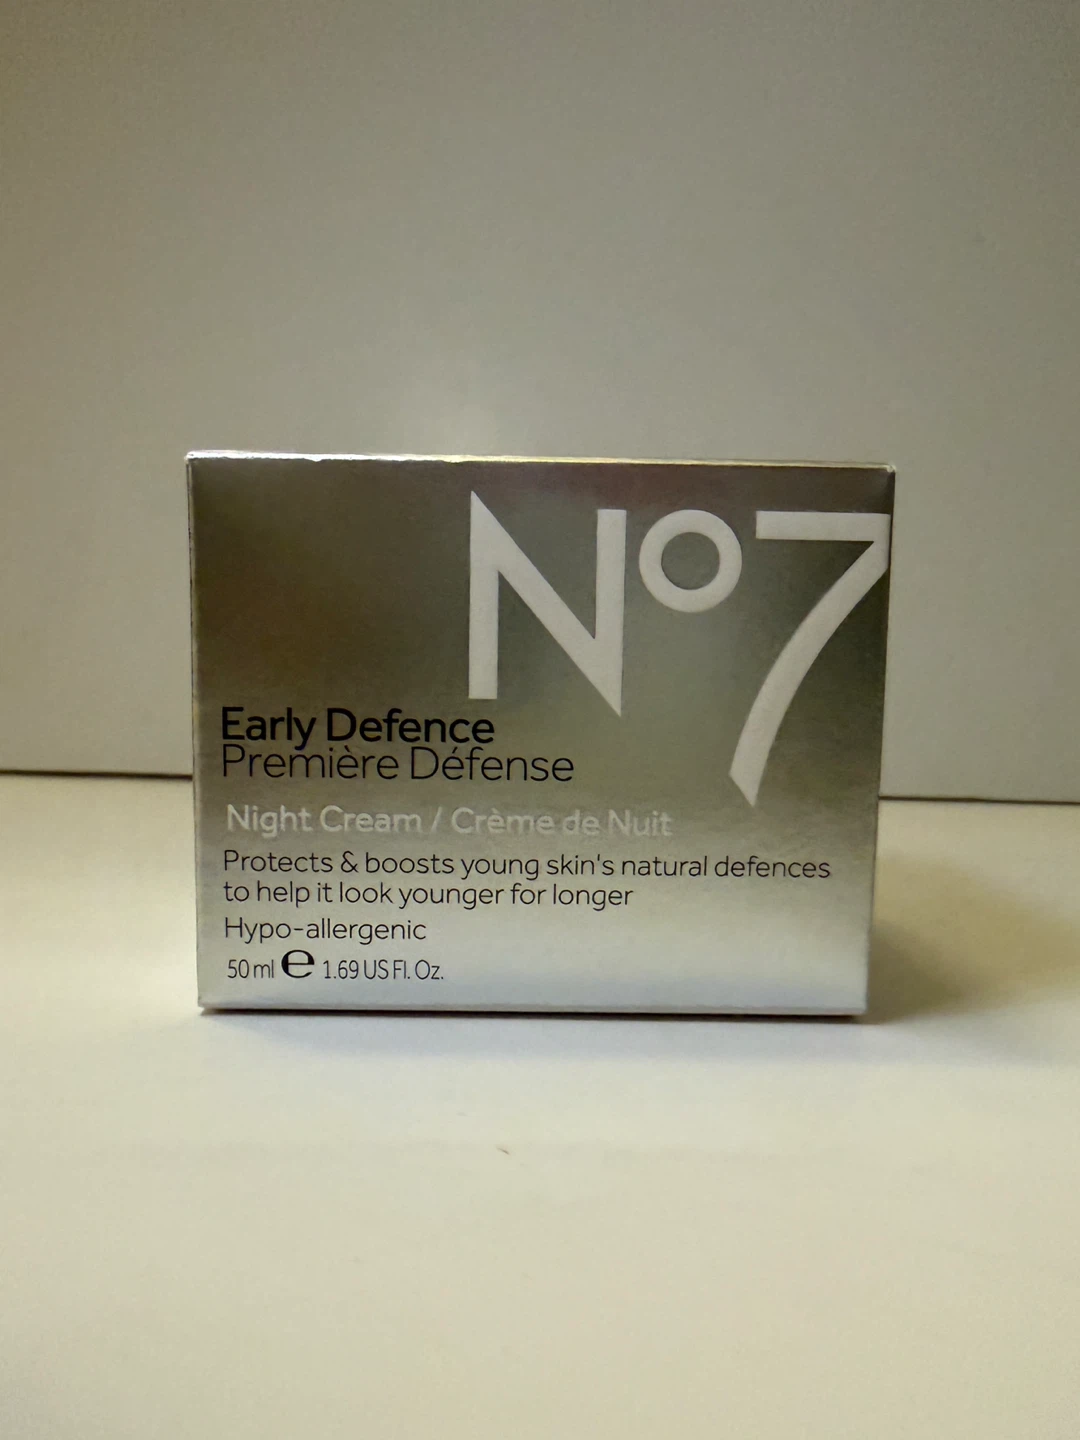 Nº7
Early Defence
Première Défense
Night Cream / Crème de Nuit
Protects & boosts young skin's natural defences
to help it look younger for longer
Hypo-allergenic
50 ml ℮ 1.69 US Fl. Oz.